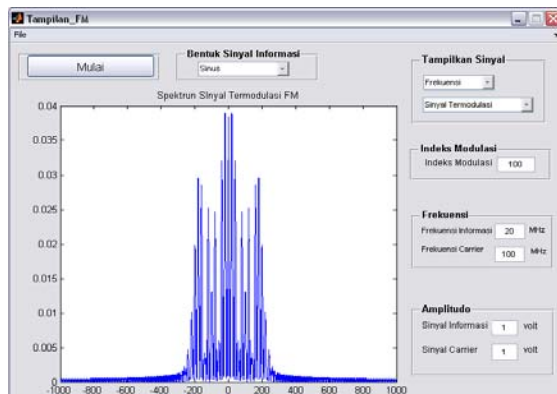 Tampilan_FM
File
Mulai
Bentuk Sinyal Informasi
Sinus
Spektrun SInyal Termodulasi FM
0.04
0.035
0.03
0.025
0.02
0.015
0.01
0.005
0
-1000 -800 -600 -400 -200 0 200 400 600 800 1000
Tampilkan Sinyal
Frekuensi
Sinyal Termodulasi
Indeks Modulasi
Indeks Modulasi 100
Frekuensi
Frekuensi Informasi 20 MHz
Frekuensi Carrier 100 MHz
Amplitudo
Sinyal Informasi 1 volt
Sinyal Carrier 1 volt